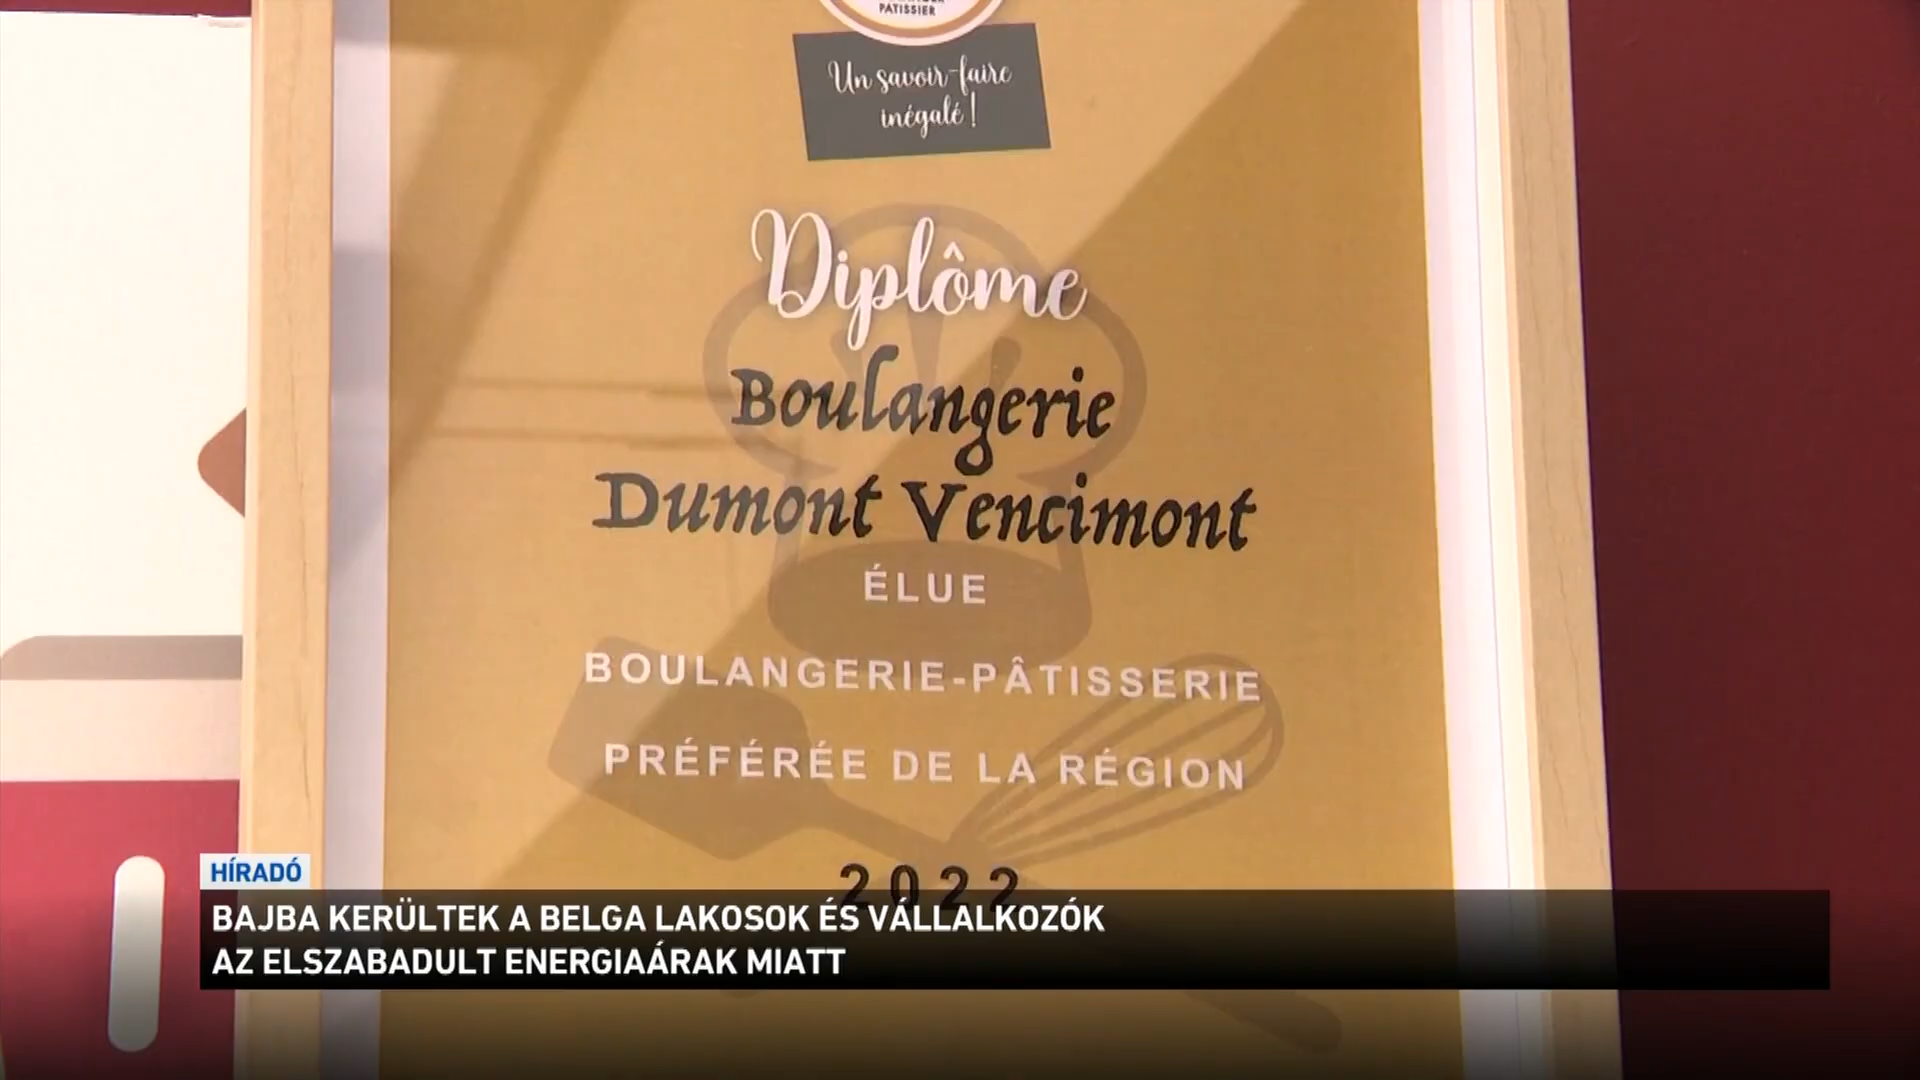 PATISSIER
Un savoir-faire
inégalé !
Diplôme
Boulangerie
Dumont Vencimont
ÉLUE
BOULANGERIE-PÂTISSERIE
PRÉFÉRÉE DE LA RÉGION
2022
HÍRADÓ
BAJBA KERÜLTEK A BELGA LAKOSOK ÉS VÁLLALKOZÓK
AZ ELSZABADULT ENERGIAÁRAK MIATT